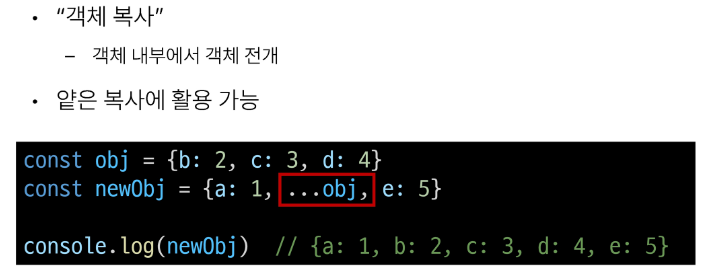 • “객체 복사”
– 객체 내부에서 객체 전개
• 얕은 복사에 활용 가능
const obj = {b: 2, c: 3, d: 4}
const newObj = {a: 1, ...obj, e: 5}
console.log(newObj)  // {a: 1, b: 2, c: 3, d: 4, e: 5}